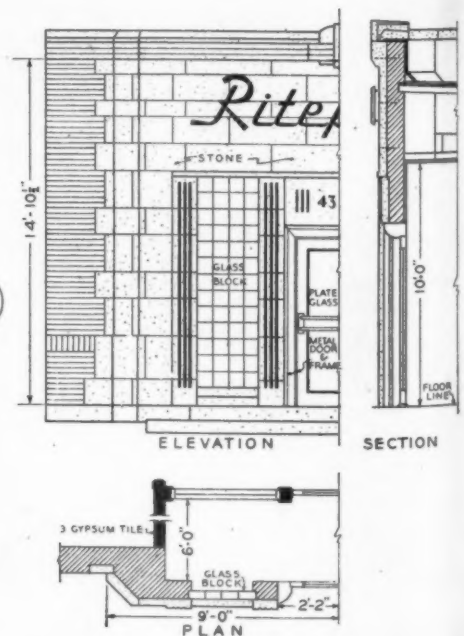 Ritep
STONE
43
14'-10½"
GLASS
BLOCK
PLATE
GLASS
METAL
DOOR
&
FRAME
10'-0"
FLOOR
LINE
ELEVATION
SECTION
3 GYPSUM TILE
6'-0"
GLASS
BLOCK
2'-2"
9'-0"
PLAN